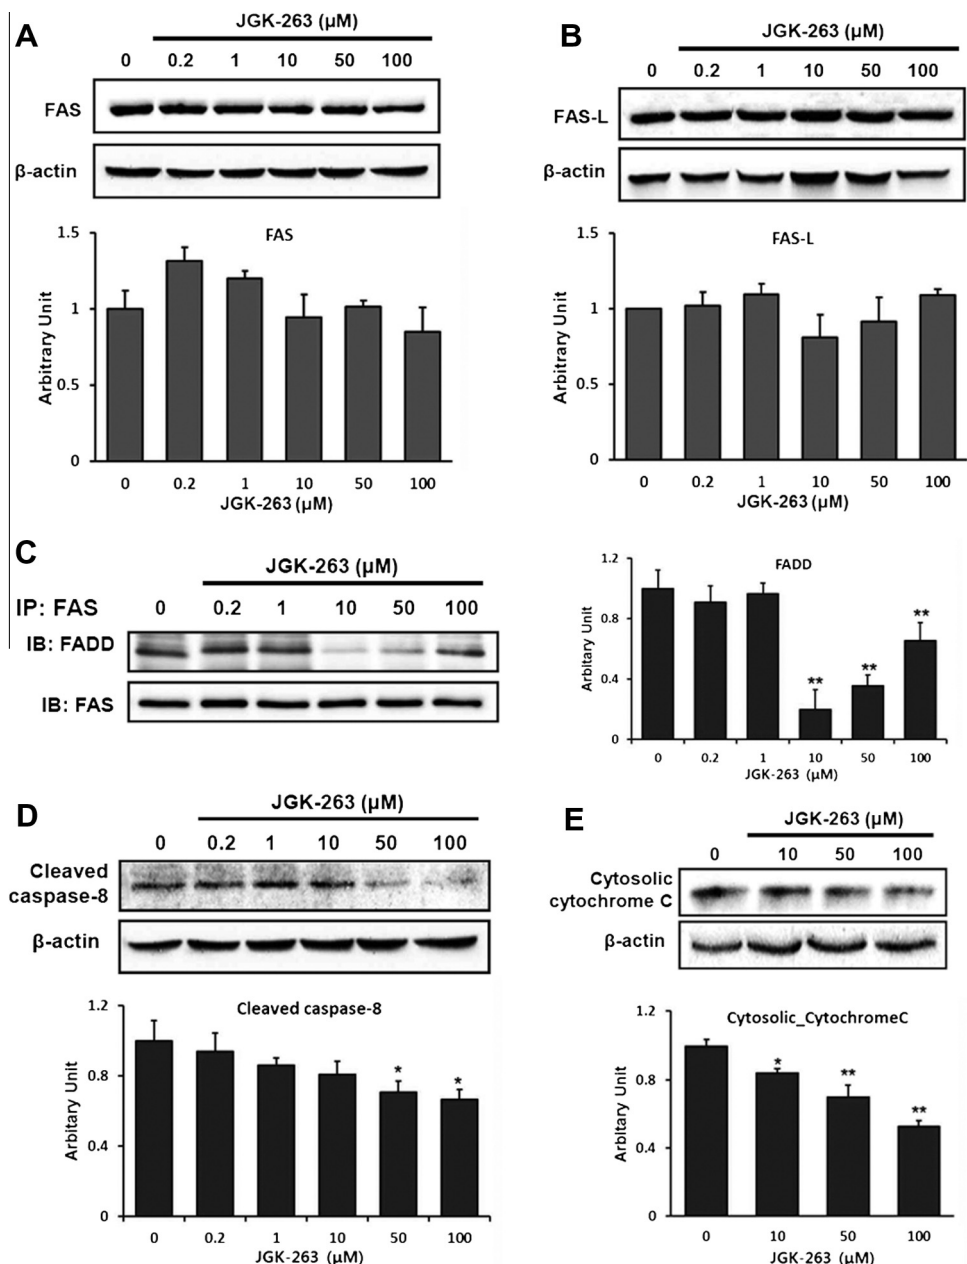 A
JGK-263 (μM)
0 0.2 1 10 50 100
FAS
β-actin
FAS
1.5
1
0.5
0
Arbitrary Unit
0 0.2 1 10 50 100
JGK-263 (μM)
B
JGK-263 (μM)
0 0.2 1 10 50 100
FAS-L
β-actin
FAS-L
1.5
1
0.5
0
Arbitrary Unit
0 0.2 1 10 50 100
JGK-263 (μM)
C
JGK-263 (μM)
IP: FAS 0 0.2 1 10 50 100
IB: FADD
IB: FAS
FADD
1.2
0.8
0.4
0
Arbitary Unit
** ** **
0 0.2 1 10 50 100
JGK-263 (μM)
D
JGK-263 (μM)
0 0.2 1 10 50 100
Cleaved
caspase-8
β-actin
Cleaved caspase-8
1.2
0.8
0.4
0
Arbitary Unit
* *
0 0.2 1 10 50 100
JGK-263 (μM)
E
JGK-263 (μM)
0 10 50 100
Cytosolic
cytochrome C
β-actin
Cytosolic_CytochromeC
1.2
0.8
0.4
0
Arbitary Unit
* ** **
0 10 50 100
JGK-263 (μM)